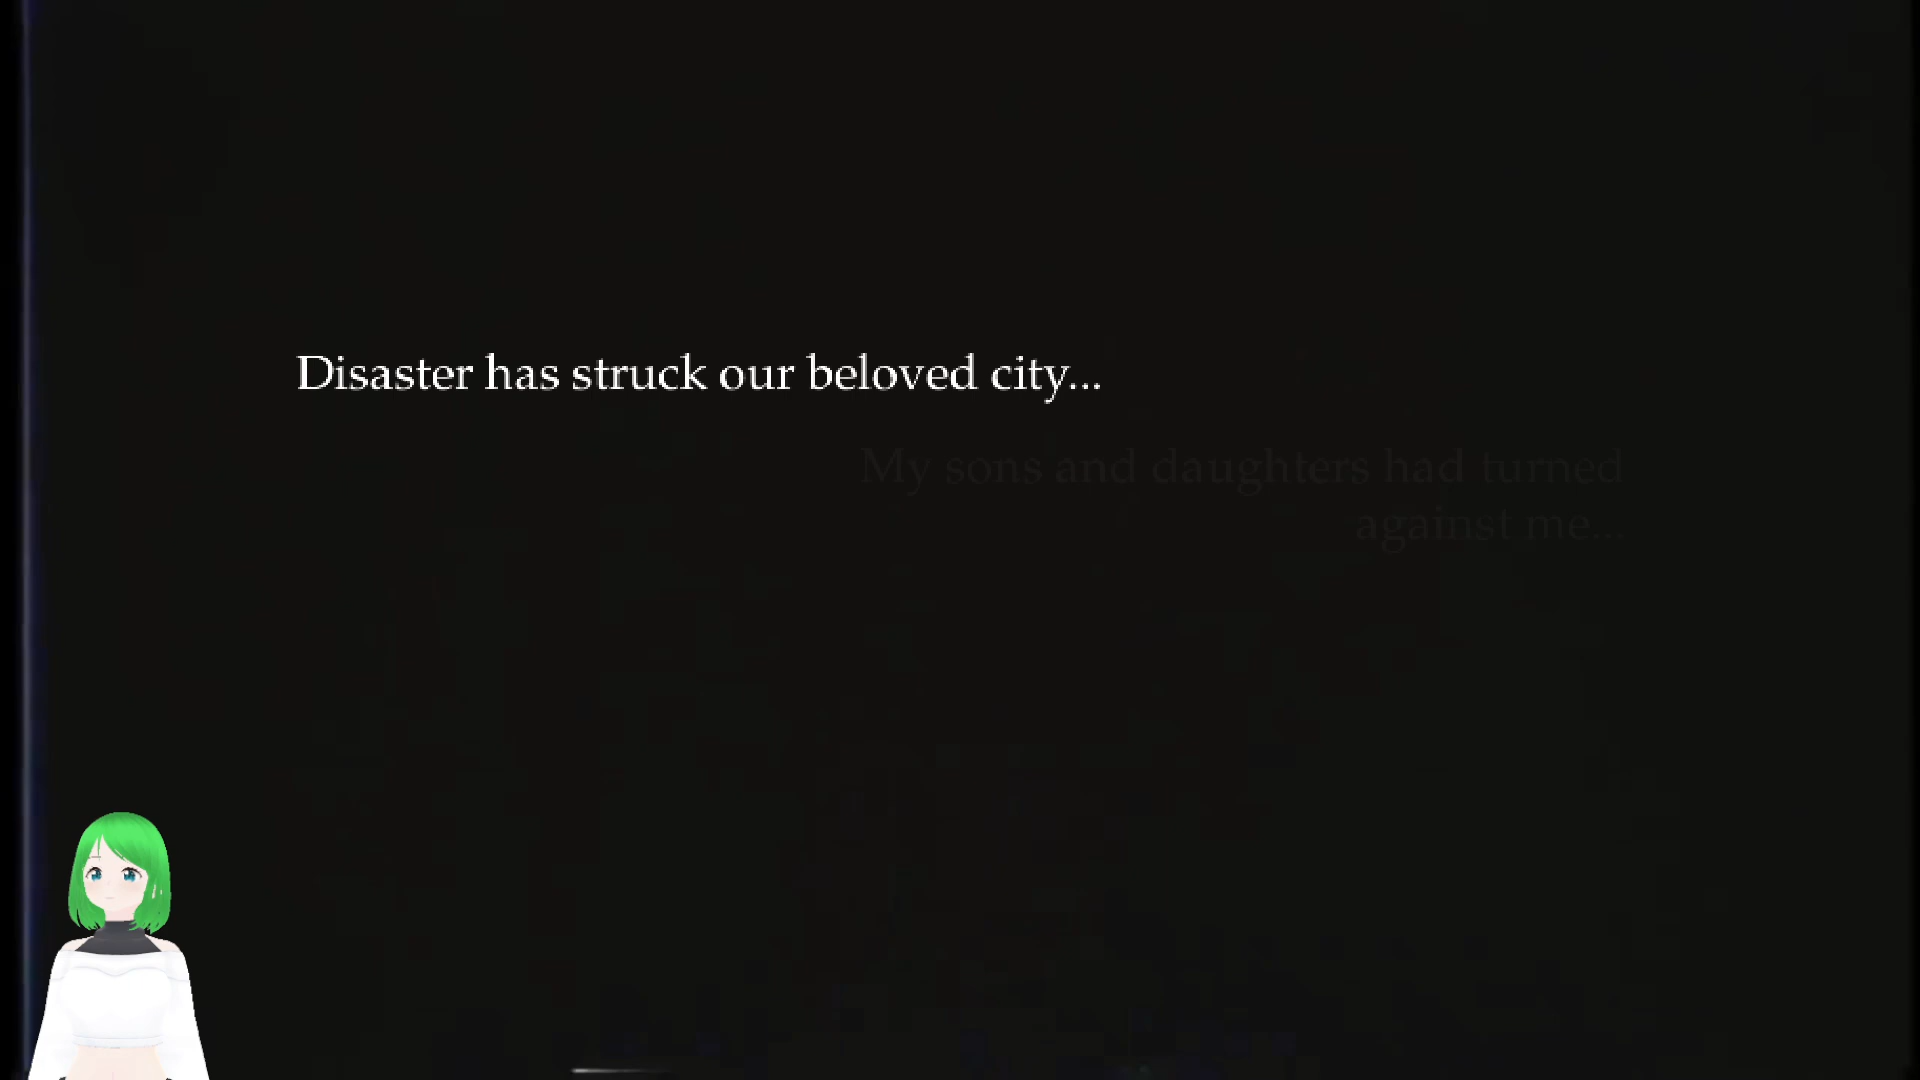 Disaster has struck our beloved city...
My sons and daughters had turned
against me...